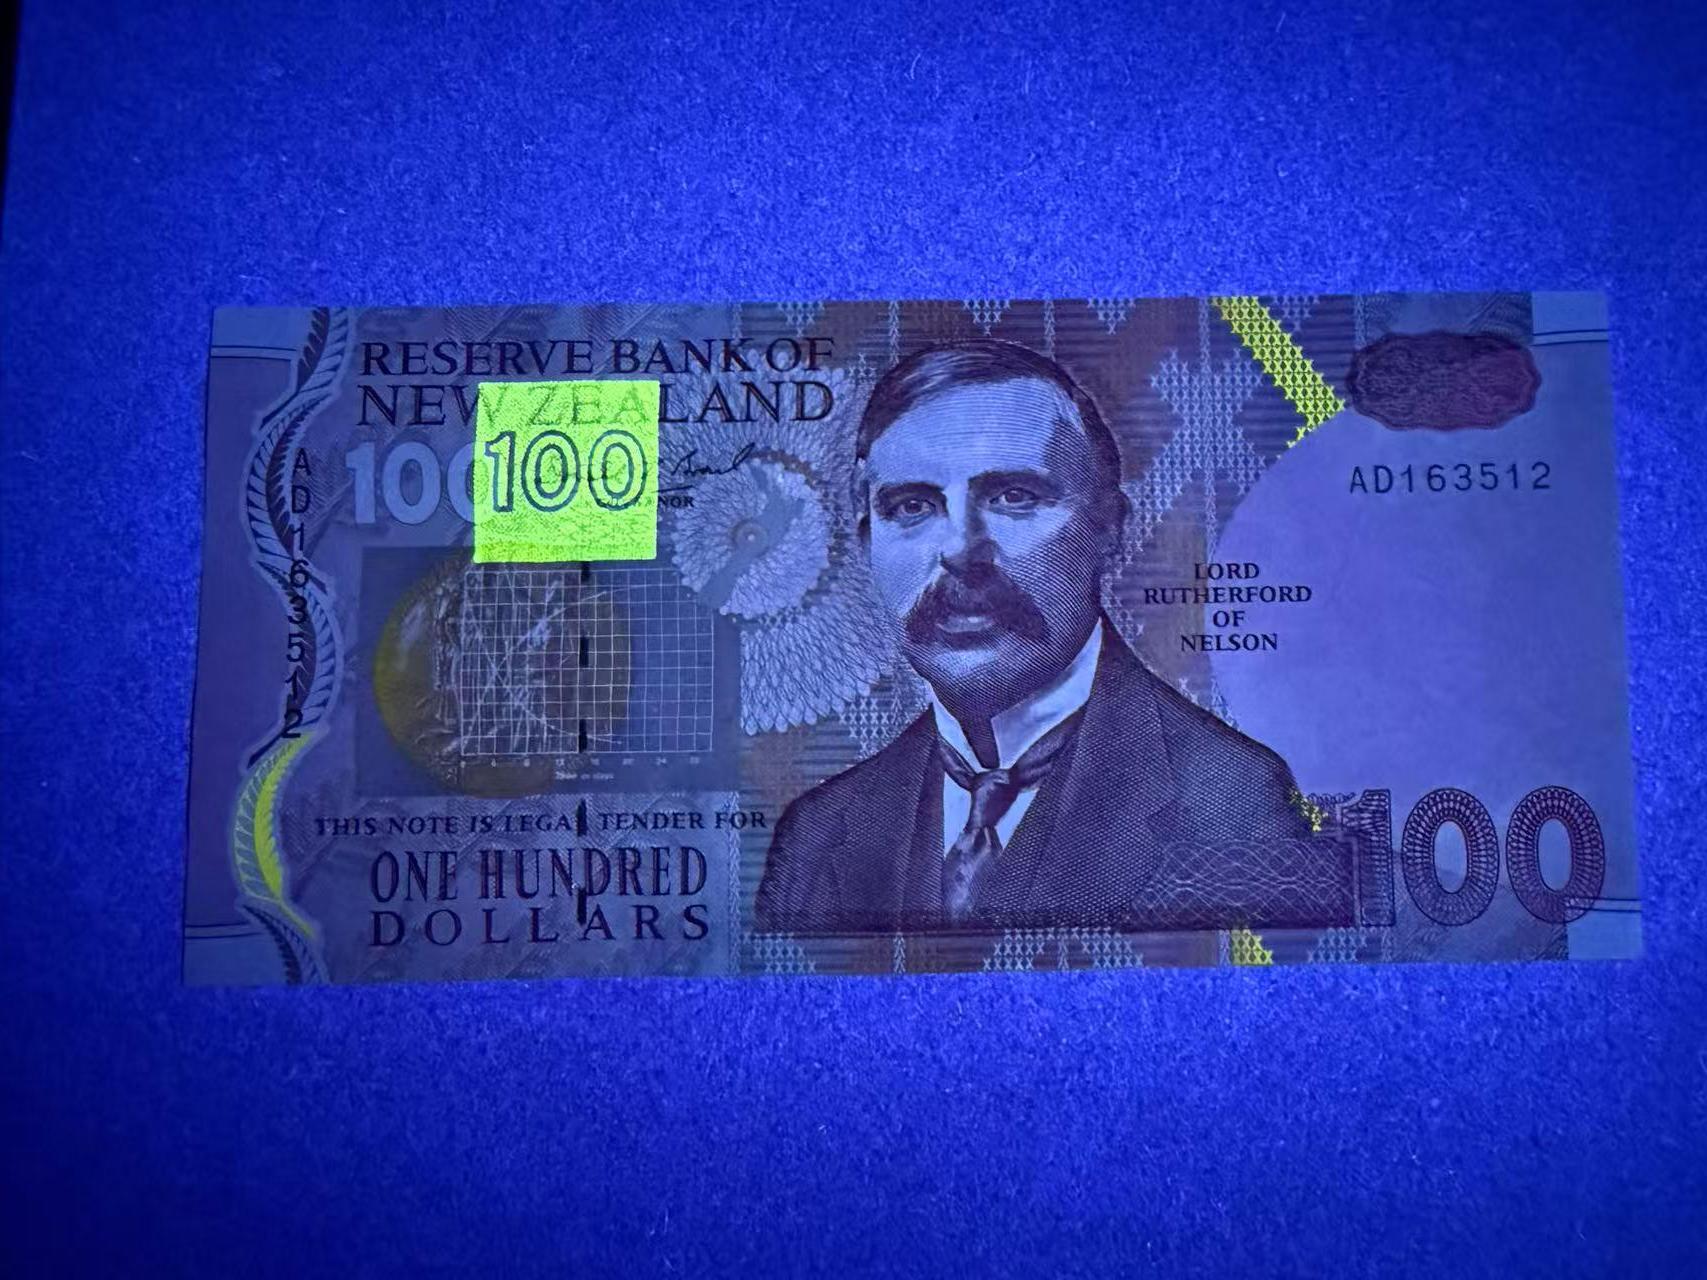 RESERVE BANK OF
NEW ZEALAND
100
100
AD163512
AD163512
LORD
RUTHERFORD
OF
NELSON
THIS NOTE IS LEGAL TENDER FOR
ONE HUNDRED
DOLLARS
100